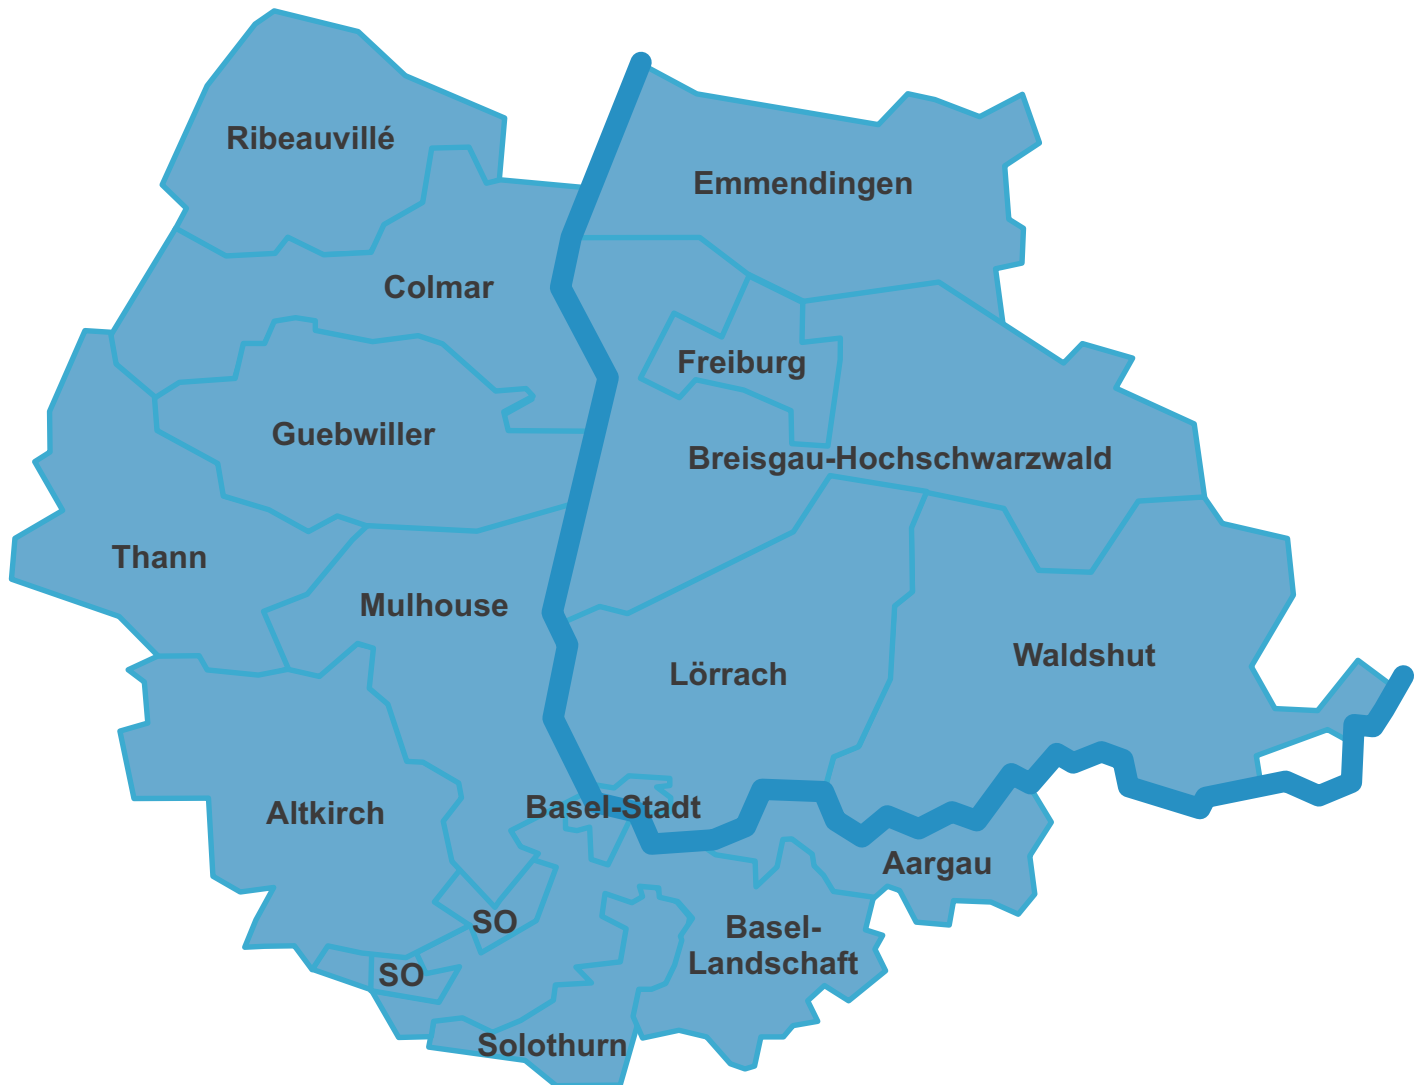 Ribeauvillé
Emmendingen
Colmar
Freiburg
Guebwiller
Breisgau-Hochschwarzwald
Thann
Mulhouse
Waldshut
Lörrach
Basel-Stadt
Altkirch
Aargau
SO
Basel-
Landschaft
SO
Solothurn